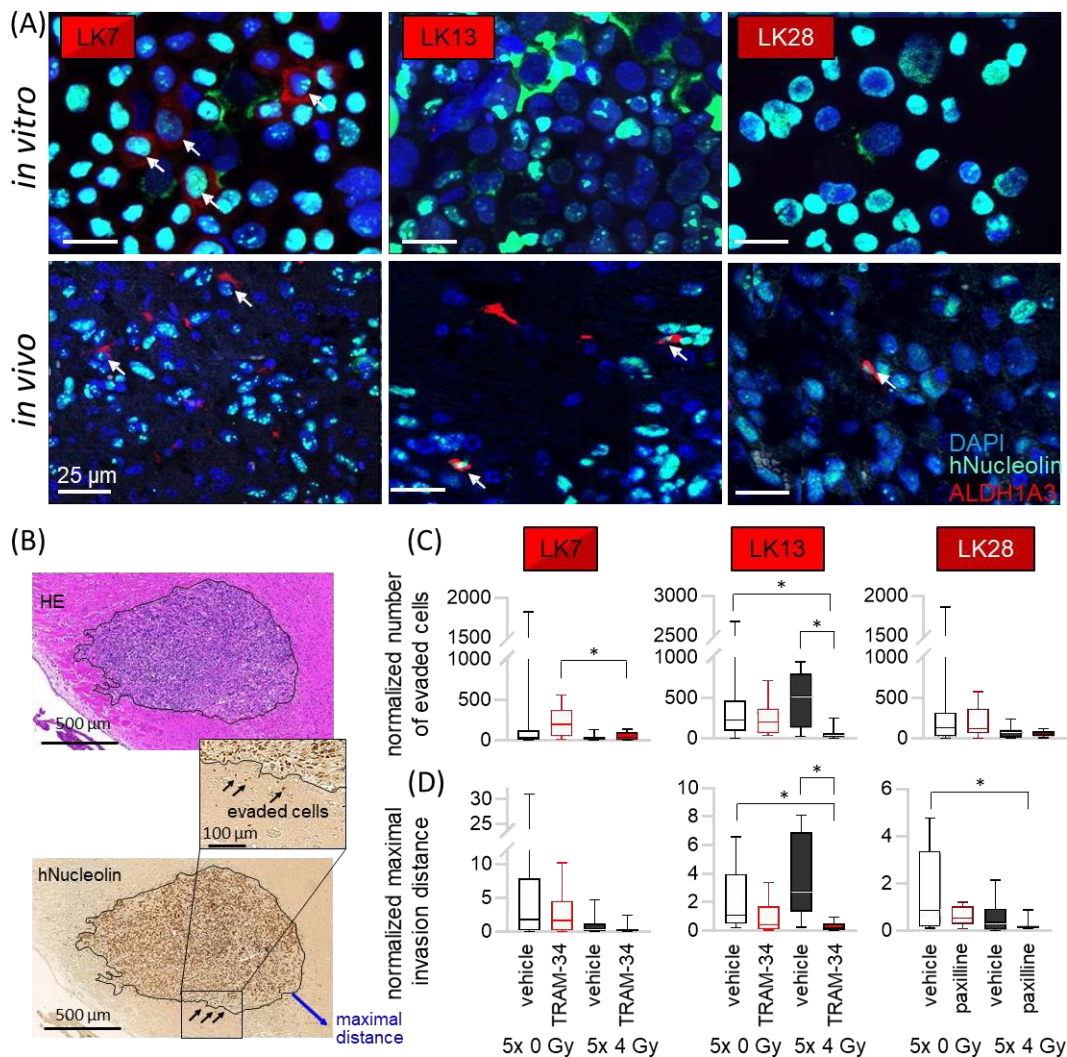 (A)
LK7
LK13
LK28
in vitro
in vivo
25 µm
DAPI
hNucleolin
ALDH1A3
(B)
HE
500 µm
evaded cells
100 µm
hNucleolin
500 µm
maximal
distance
(C)
LK7
LK13
LK28
normalized number
of evaded cells
2000
1500
1000
500
0
*
3000
2500
1000
500
0
*
*
2000
1500
1000
500
0
(D)
normalized maximal
invasion distance
30
25
10
5
0
10
8
6
4
2
0
*
*
6
4
2
0
*
vehicle
TRAM-34
vehicle
TRAM-34
vehicle
TRAM-34
vehicle
TRAM-34
vehicle
paxilline
vehicle
paxilline
5x 0 Gy 5x 4 Gy
5x 0 Gy 5x 4 Gy
5x 0 Gy 5x 4 Gy